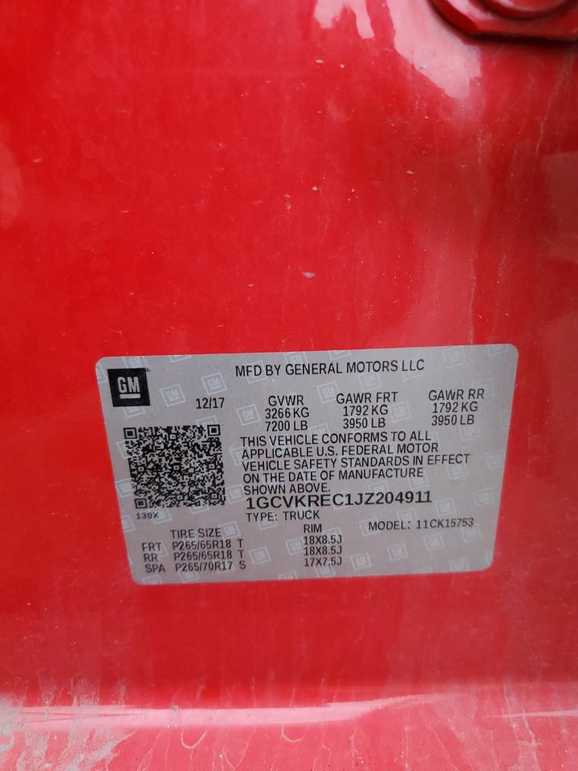 MFD BY GENERAL MOTORS LLC
GM
12/17
GVWR GAWR FRT GAWR RR
3266 KG 1792 KG 1792 KG
7200 LB 3950 LB 3950 LB
THIS VEHICLE CONFORMS TO ALL
APPLICABLE U.S. FEDERAL MOTOR
VEHICLE SAFETY STANDARDS IN EFFECT
ON THE DATE OF MANUFACTURE
SHOWN ABOVE.
1GCVKREC1JZ204911
139X
TYPE: TRUCK MODEL: 11CK15753
TIRE SIZE RIM
FRT P265/65R18 T 18X8.5J
RR P265/65R18 T 18X8.5J
SPA P265/70R17 S 17X7.5J